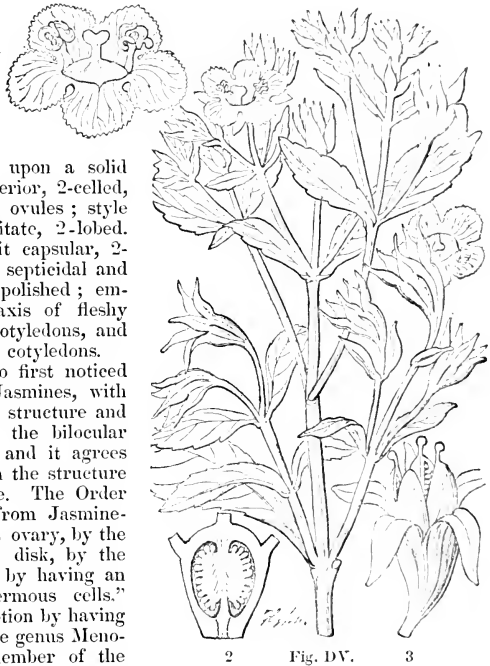 upon a solid
erior, 2-celled,
ovules ; style
itate, 2-lobed.
it capsular, 2-
septicidal and
polished ; em-
axis of fleshy
otyledons, and
cotyledons.
o first noticed
Jasmines, with
structure and
the bilocular
and it agrees
n the structure
e. The Order
from Jasmine-
ovary, by the
disk, by the
by having an
ermous cells."
tion by having
e genus Meno-
ember of the
2 Fig. DV. 3